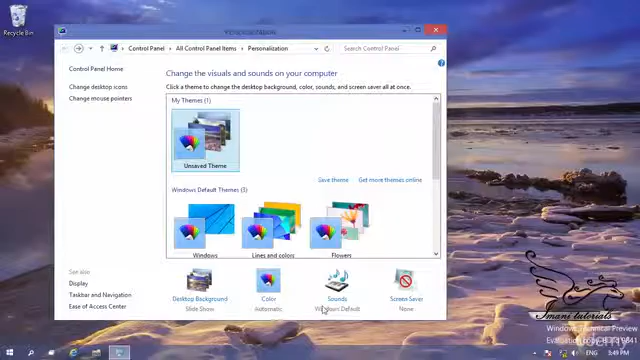 Recycle Bin
Personalization
Control Panel
All Control Panel Items
Personalization
Search Control Panel
Control Panel Home
Change desktop icons
Change mouse pointers
Change the visuals and sounds on your computer
Click a theme to change the desktop background, color, sounds, and screen saver all at once.
My Themes (1)
Unsaved Theme
Save theme
Get more themes online
Windows Default Themes (3)
Windows
Lines and colors
Flowers
See also
Display
Taskbar and Navigation
Ease of Access Center
Desktop Background
Slide Show
Color
Automatic
Sounds
Windows Default
Screen Saver
None
Imani tutorials
Windows Technical Preview
Evaluation copy. Build 9841
ENG
3:49 PM